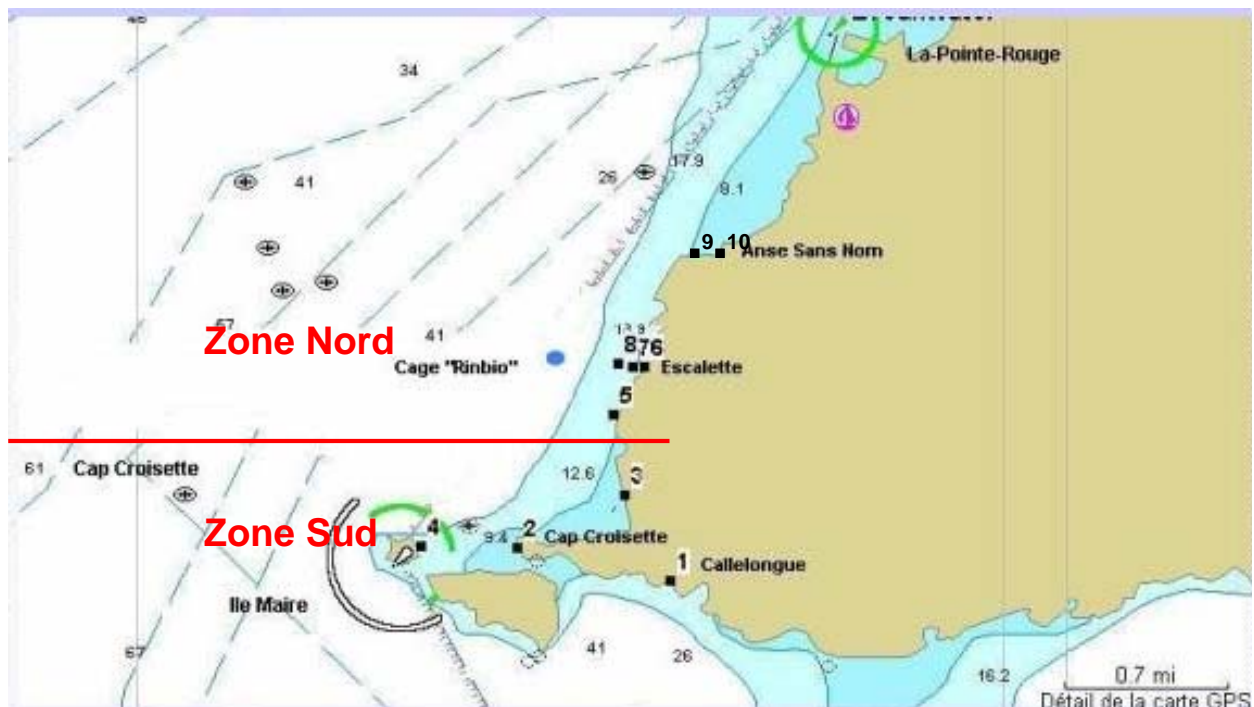 La-Pointe-Rouge
34
41
26
17.9
8.1
9 10 Anse Sans Nom
Zone Nord
41
13.9
8 7 6 Escalette
Cage "Rinbio"
5
61
Cap Croisette
12.6
3
Zone Sud
4
9.4
2
Cap Croisette
1
Callelongue
Ile Maire
67
41
26
16.2
0.7 mi
Détail de la carte GPS